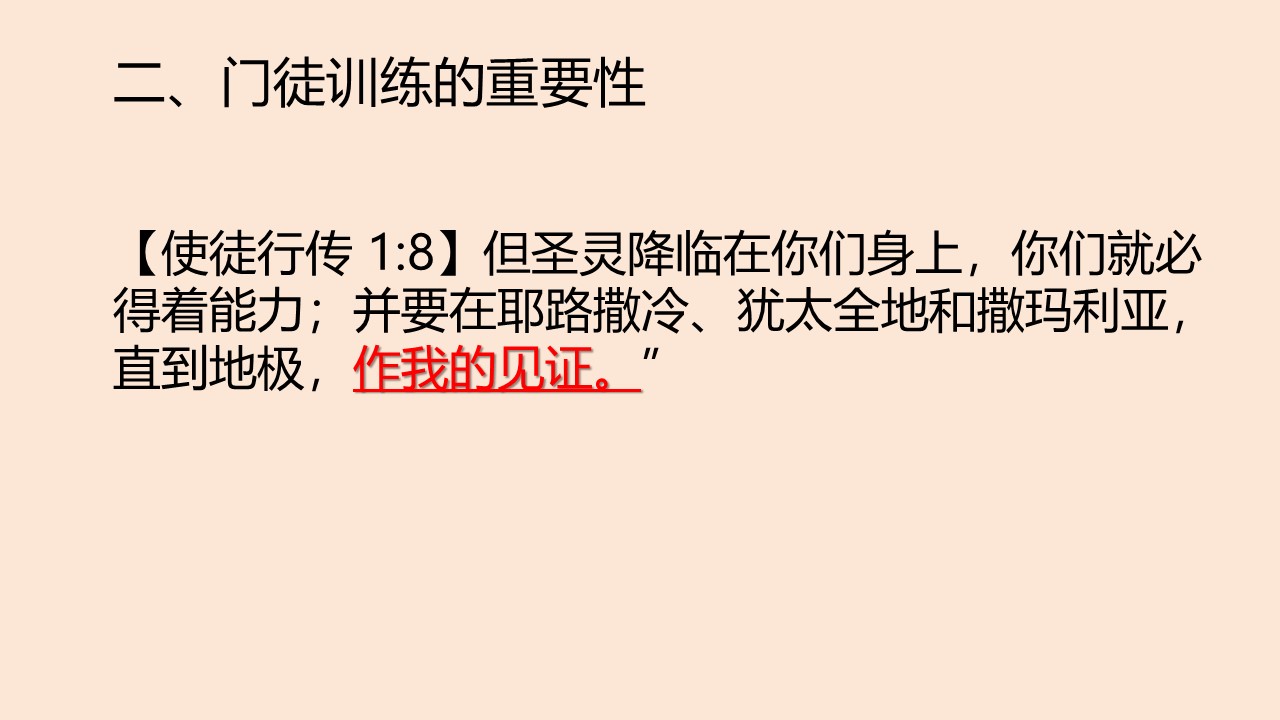 二、门徒训练的重要性
【使徒行传 1:8】但圣灵降临在你们身上，你们就必
得着能力；并要在耶路撒冷、犹太全地和撒玛利亚，
直到地极，作我的见证。”